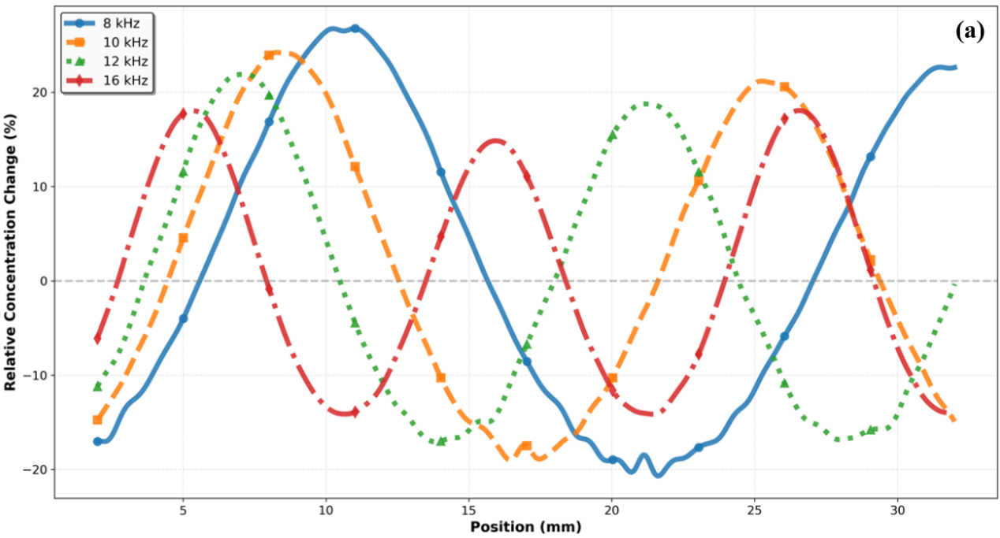 (a)
8 kHz
10 kHz
12 kHz
16 kHz
Relative Concentration Change (%)
20
10
0
−10
−20
5
10
15
20
25
30
Position (mm)